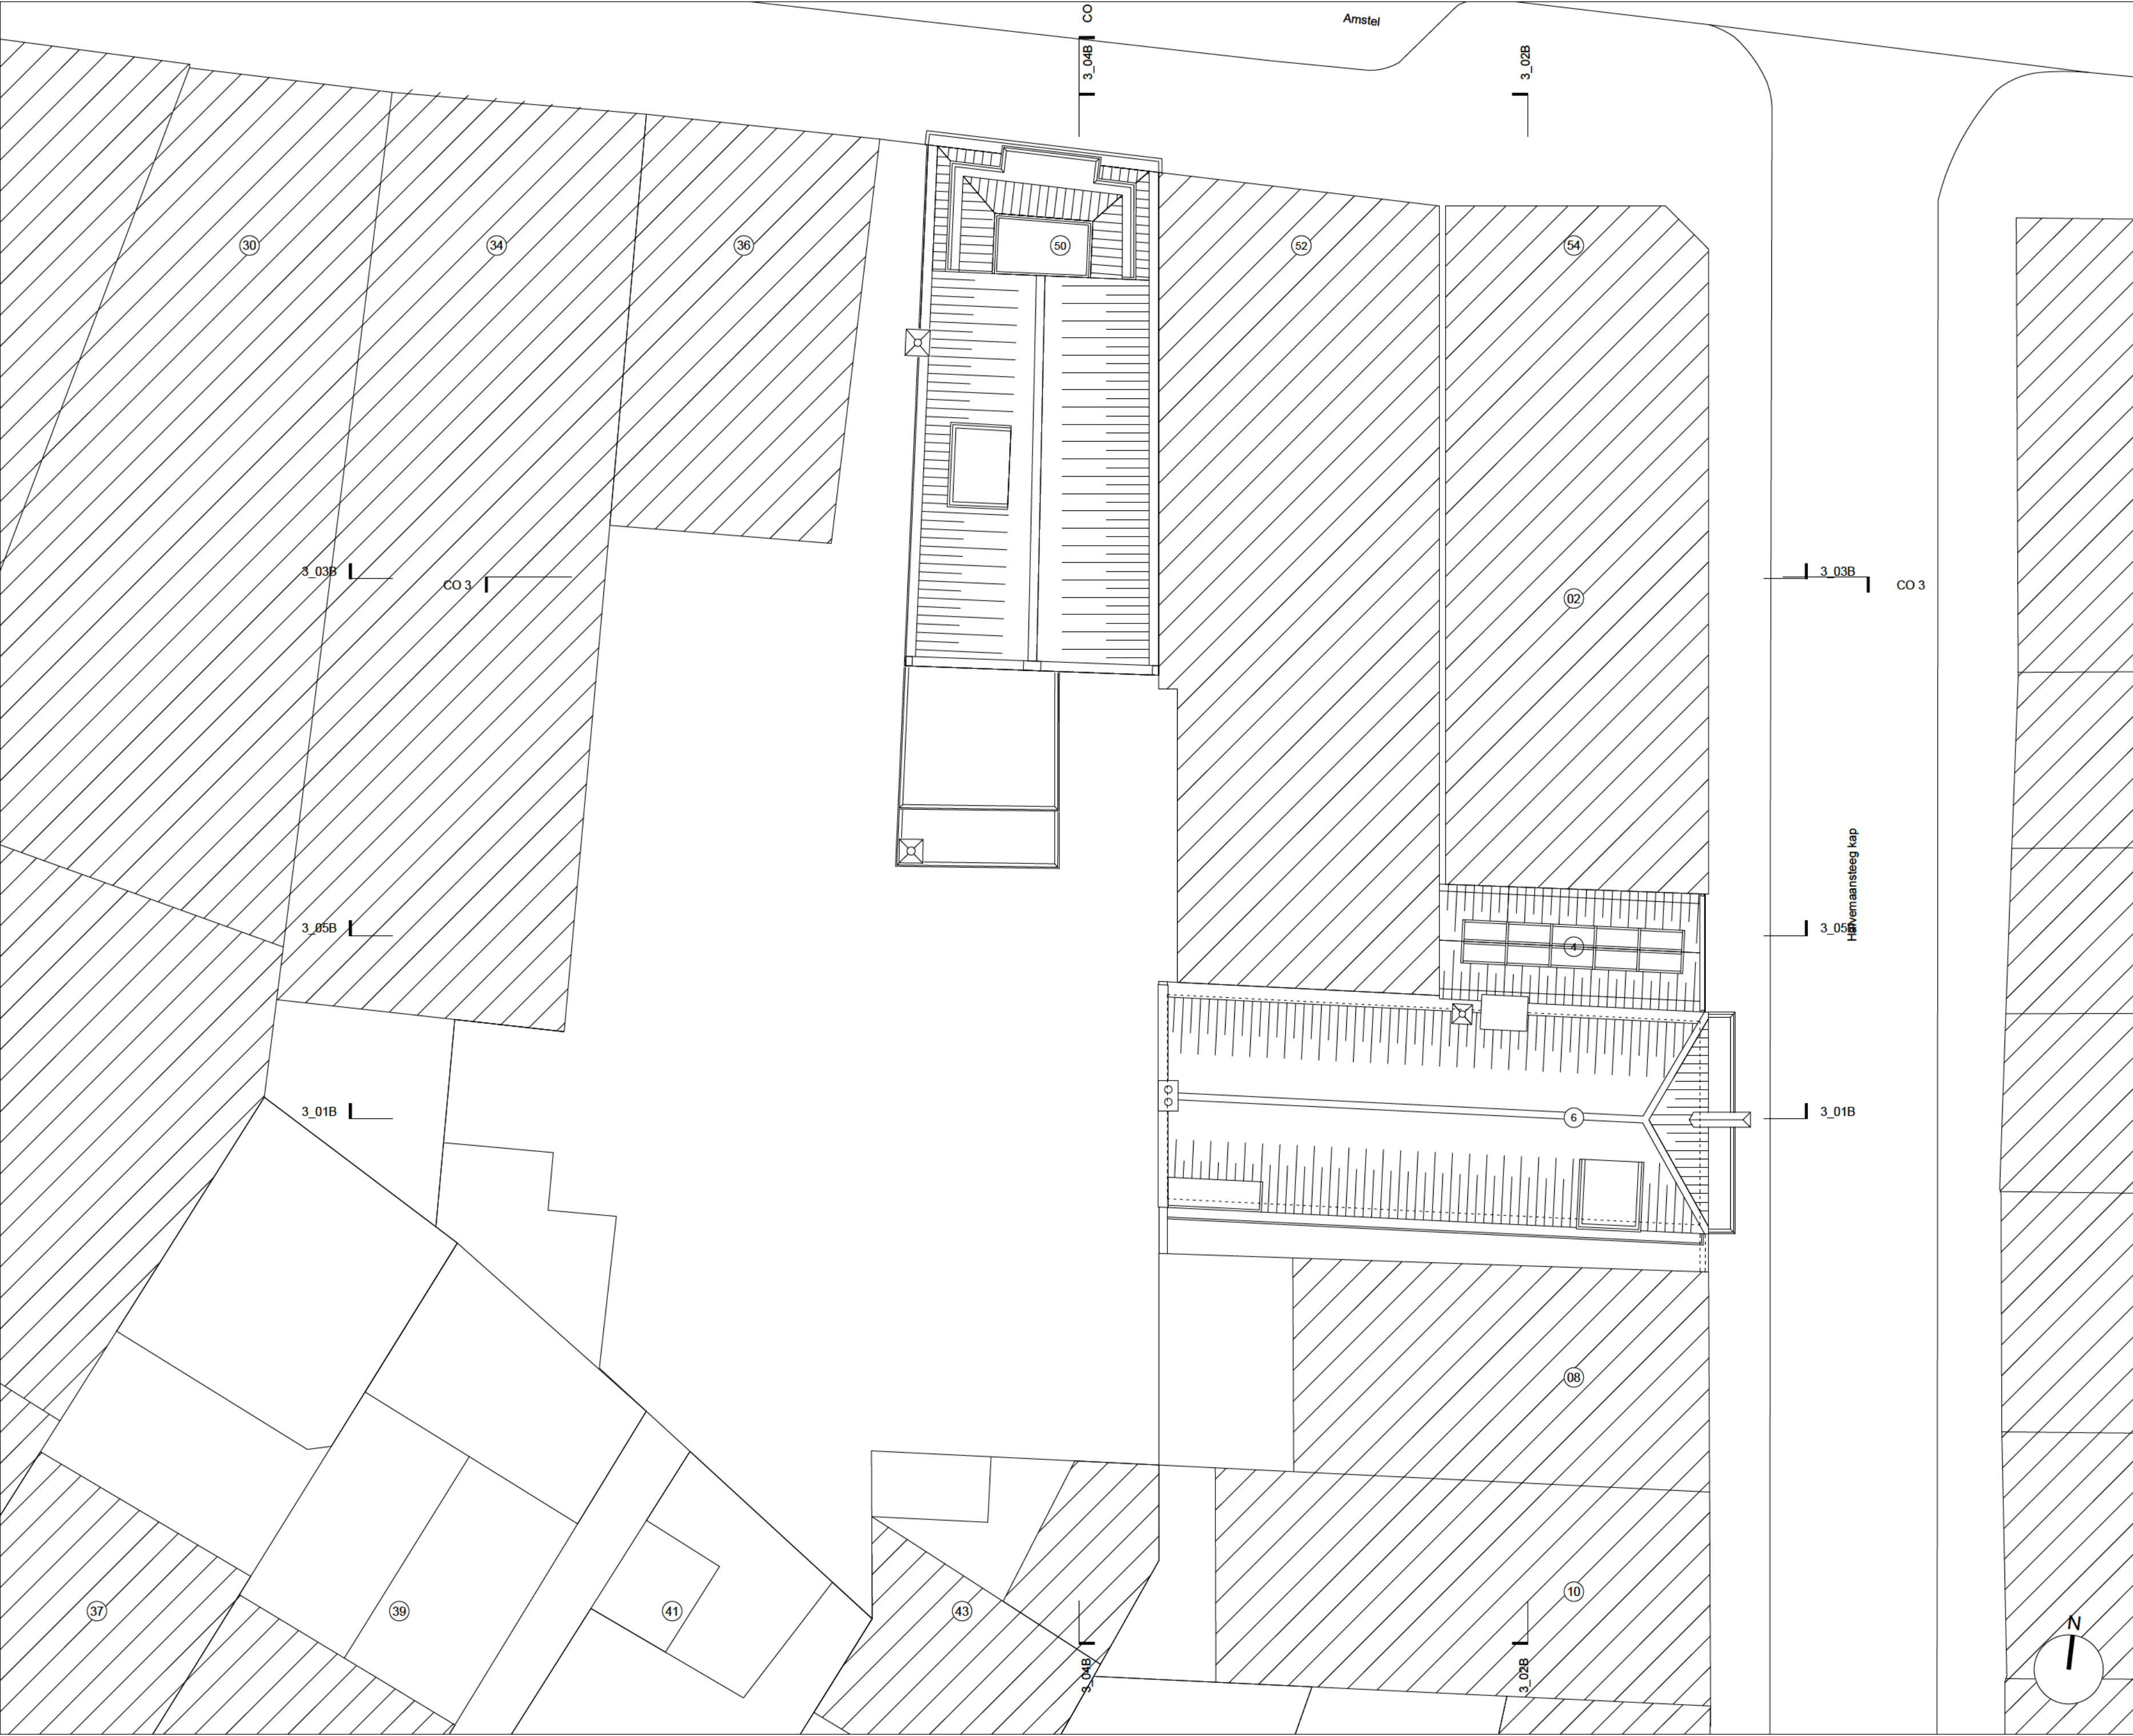 CO
Amstel
3_04B
3_02B
30
34
36
50
52
54
3_03B
CO 3
02
3_03B
CO 3
Halvemaansteeg kap
3_05B
4
3_05B
3_01B
6
3_01B
08
37
39
41
43
10
N
3_04B
3_02B